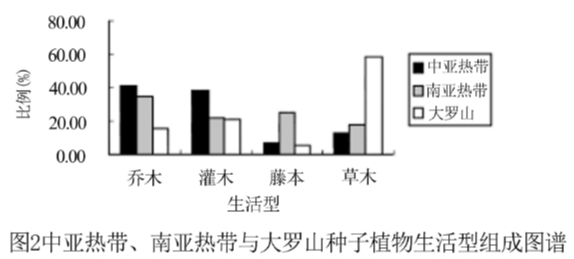 80.00
60.00
40.00
20.00
0.00
比例(%)
乔木 灌木 藤本 草木
生活型
中亚热带
南亚热带
大罗山
图2中亚热带、南亚热带与大罗山种子植物生活型组成图谱